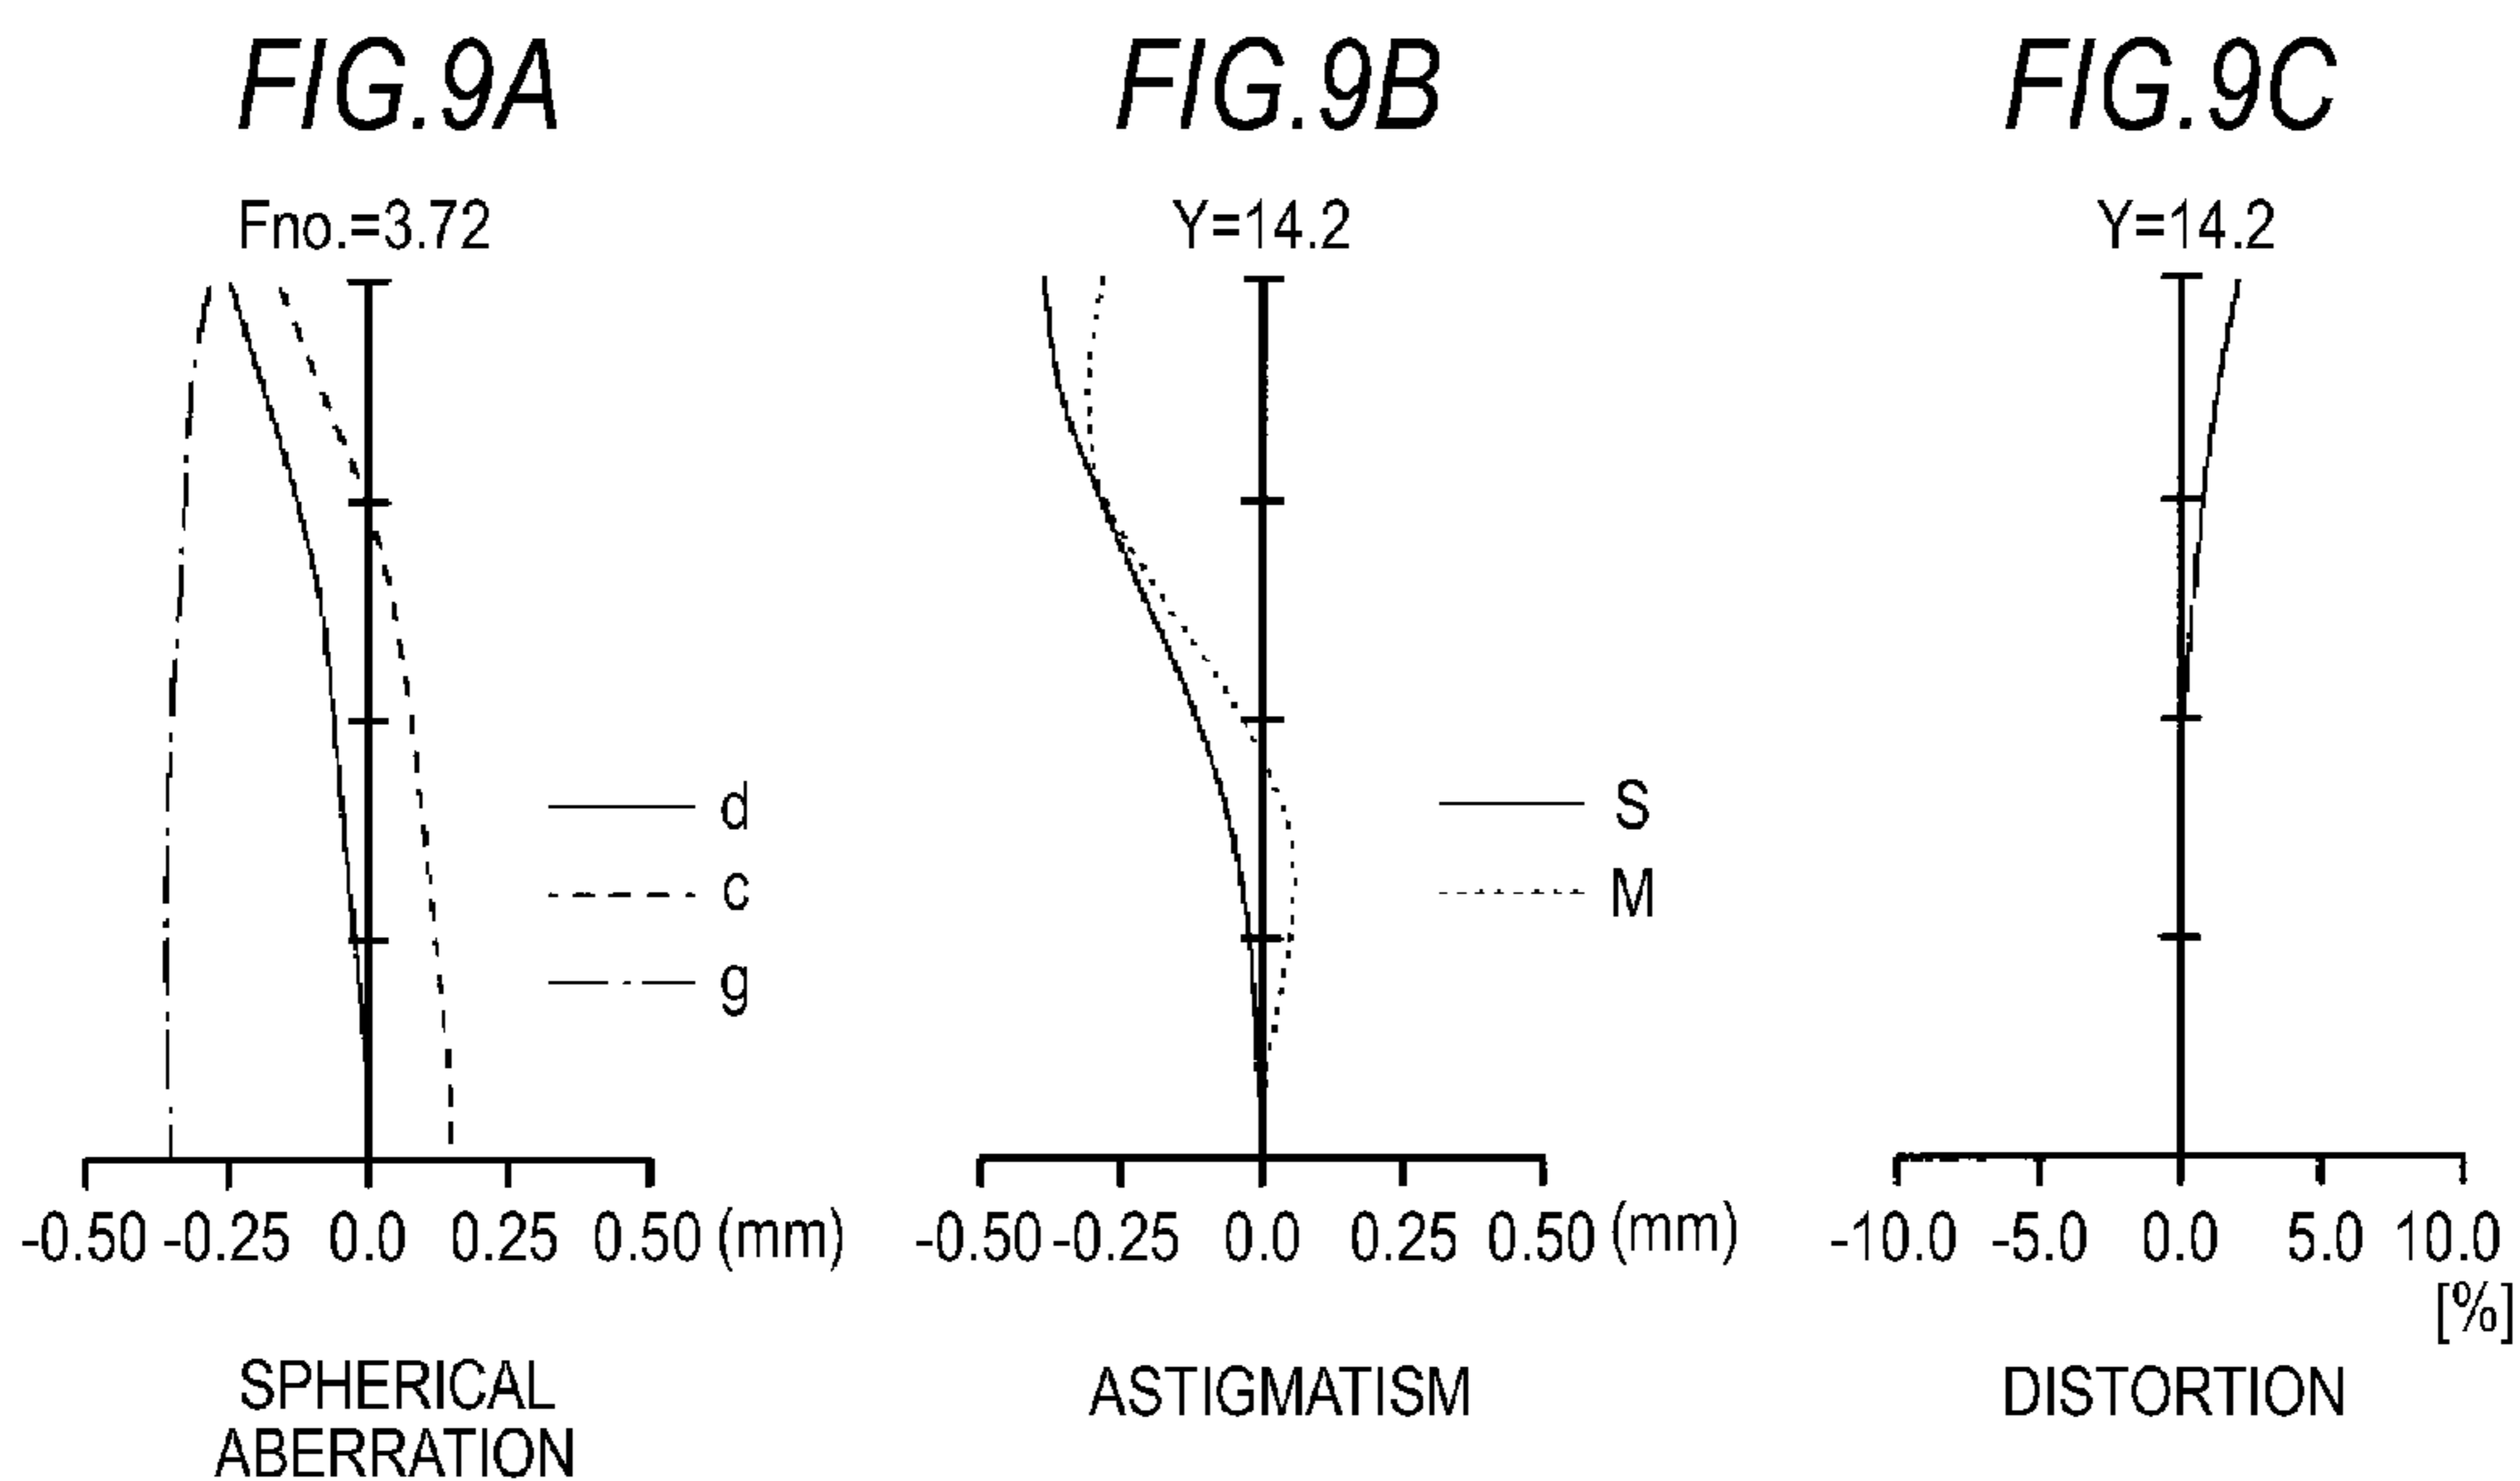 FIG.9A
Fno.=3.72
d
c
g
-0.50 -0.25 0.0 0.25 0.50 (mm)
SPHERICAL
ABERRATION
FIG.9B
Y=14.2
S
M
-0.50 -0.25 0.0 0.25 0.50 (mm)
ASTIGMATISM
FIG.9C
Y=14.2
-10.0 -5.0 0.0 5.0 10.0
[%]
DISTORTION